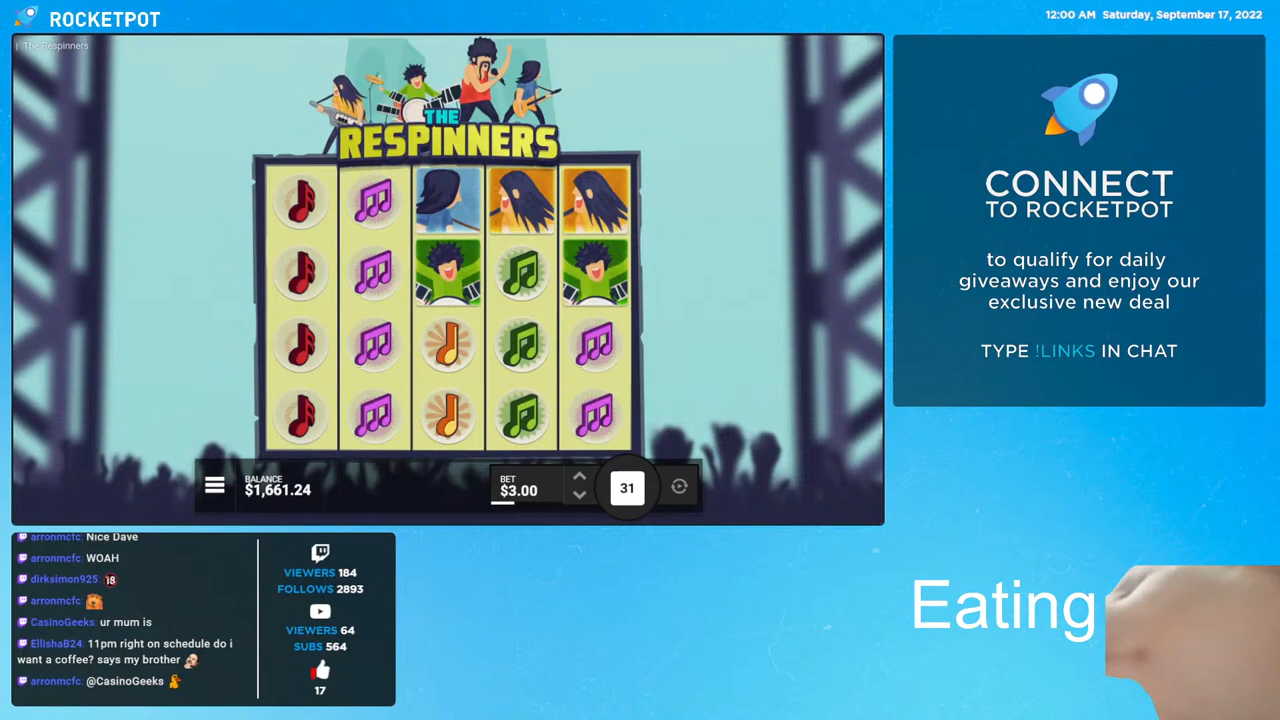 ROCKETPOT
12:00 AM Saturday, September 17, 2022
The Respinners
THE
RESPINNERS
BALANCE
$1,661.24
BET
$3.00
31
CONNECT
TO ROCKETPOT
to qualify for daily
giveaways and enjoy our
exclusive new deal
TYPE !LINKS IN CHAT
arronmcfc: Nice Dave
arronmcfc: WOAH
dirksimon925: 🔞
arronmcfc:
CasinoGeeks: ur mum is
EllishaB24: 11pm right on schedule do i
want a coffee? says my brother
arronmcfc: @CasinoGeeks
VIEWERS 184
FOLLOWS 2893
VIEWERS 64
SUBS 564
17
Eating